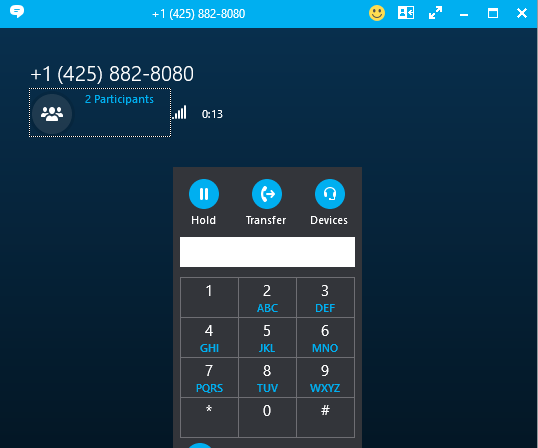 +1 (425) 882-8080
+1 (425) 882-8080
2 Participants
0:13
Hold Transfer Devices
1 2 3
ABC DEF
4 5 6
GHI JKL MNO
7 8 9
PQRS TUV WXYZ
* 0 #